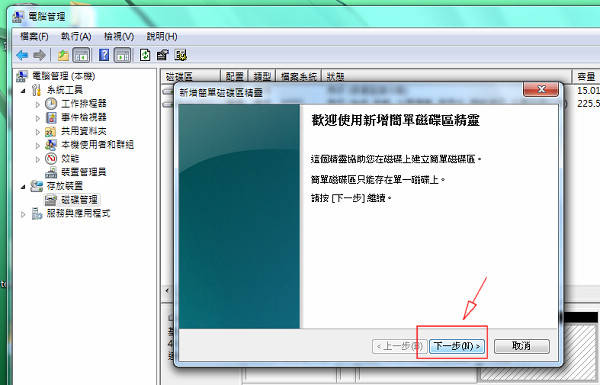 電腦管理
檔案(F) 執行(A) 檢視(V) 說明(H)
電腦管理 (本機)
系統工具
工作排程器
事件檢視器
共用資料夾
本機使用者和群組
效能
裝置管理員
存放裝置
磁碟管理
服務與應用程式
磁碟區 配置 類型 檔案系統 狀態 容量
15.01
225.5
新增簡單磁碟區精靈
歡迎使用新增簡單磁碟區精靈
這個精靈協助您在磁碟上建立簡單磁碟區。
簡單磁碟區只能存在單一磁碟上。
請按 [下一步] 繼續。
<上一步(B) 下一步(N) > 取消